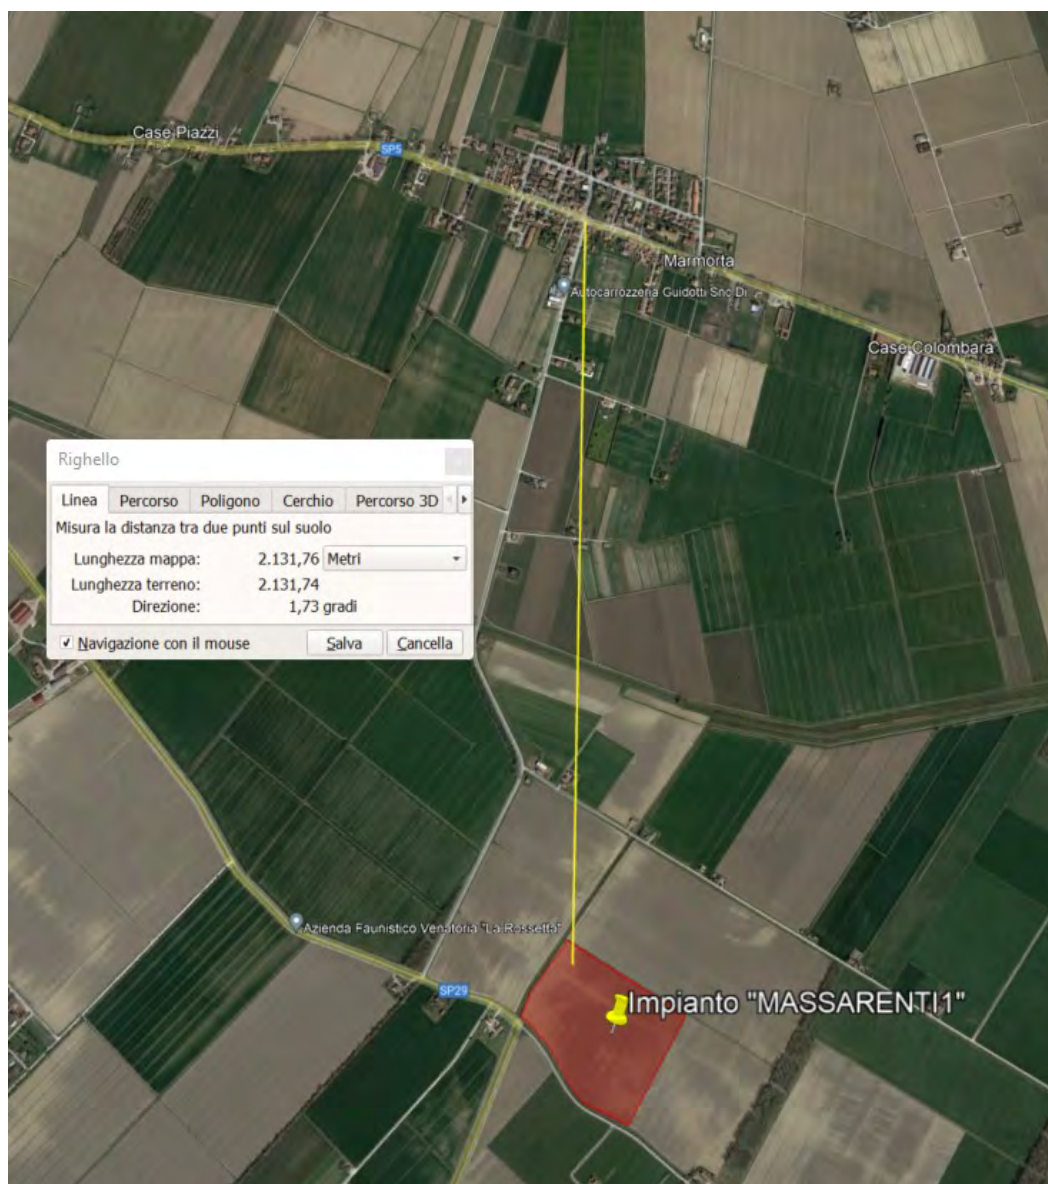 Case Piazzi
SP5
Marmorta
Autocarrozzeria Guidotti Snc Di
Case Colombara
Righello
Linea Percorso Poligono Cerchio Percorso 3D
Misura la distanza tra due punti sul suolo
Lunghezza mappa: 2.131,76 Metri
Lunghezza terreno: 2.131,74
Direzione: 1,73 gradi
Navigazione con il mouse Salva Cancella
Azienda Faunistico Venatoria "La Rossetta"
SP29
Impianto "MASSARENTI1"